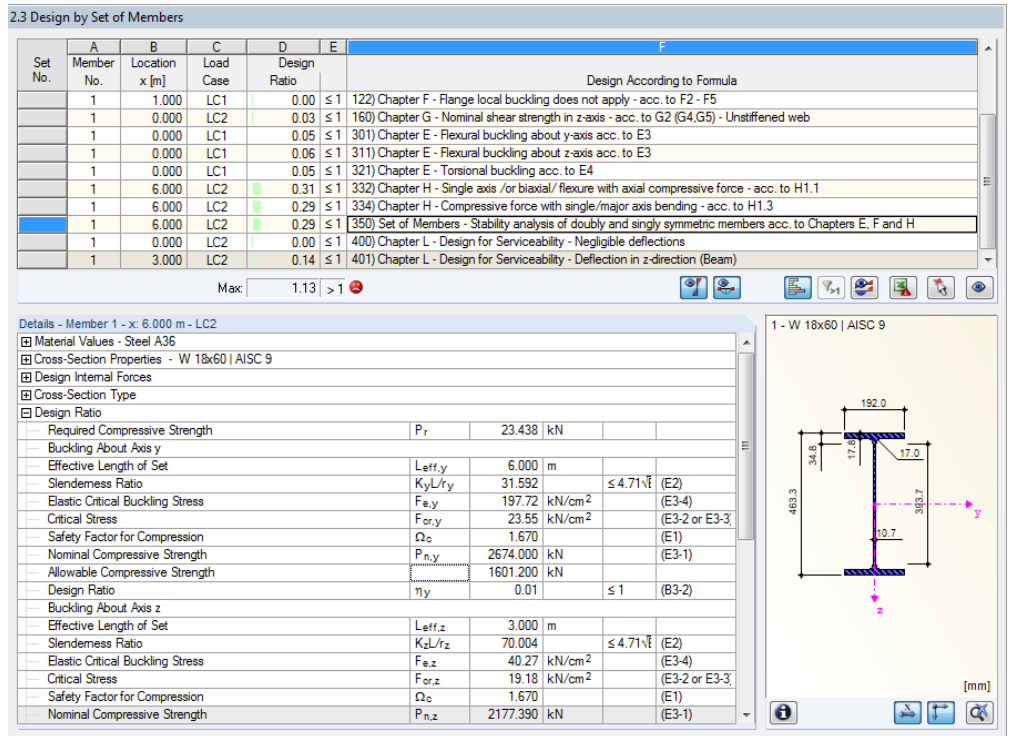 2.3 Design by Set of Members
A B C D E F
Set Member Location Load Design
No. No. x [m] Case Ratio Design According to Formula
1 1.000 LC1 0.00 ≤ 1 122) Chapter F - Flange local buckling does not apply - acc. to F2 - F5
1 0.000 LC2 0.03 ≤ 1 160) Chapter G - Nominal shear strength in z-axis - acc. to G2 (G4,G5) - Unstiffened web
1 0.000 LC1 0.05 ≤ 1 301) Chapter E - Flexural buckling about y-axis acc. to E3
1 0.000 LC1 0.06 ≤ 1 311) Chapter E - Flexural buckling about z-axis acc. to E3
1 0.000 LC1 0.05 ≤ 1 321) Chapter E - Torsional buckling acc. to E4
1 6.000 LC2 0.31 ≤ 1 332) Chapter H - Single axis /or biaxial/ flexure with axial compressive force - acc. to H1.1
1 6.000 LC2 0.29 ≤ 1 334) Chapter H - Compressive force with single/major axis bending - acc. to H1.3
1 6.000 LC2 0.29 ≤ 1 350) Set of Members - Stability analysis of doubly and singly symmetric members acc. to Chapters E, F and H
1 0.000 LC2 0.00 ≤ 1 400) Chapter L - Design for Serviceability - Negligible deflections
1 3.000 LC2 0.14 ≤ 1 401) Chapter L - Design for Serviceability - Deflection in z-direction (Beam)
Max: 1.13 > 1
>1
Details - Member 1 - x: 6.000 m - LC2
Material Values - Steel A36
Cross-Section Properties - W 18x60 | AISC 9
Design Internal Forces
Cross-Section Type
Design Ratio
Required Compressive Strength Pr 23.438 kN
Buckling About Axis y
Effective Length of Set Leff,y 6.000 m
Slenderness Ratio KyL/ry 31.592 ≤ 4.71√ (E2)
Elastic Critical Buckling Stress Fe,y 197.72 kN/cm2 (E3-4)
Critical Stress Fcr,y 23.55 kN/cm2 (E3-2 or E3-3)
Safety Factor for Compression Ωc 1.670 (E1)
Nominal Compressive Strength Pn,y 2674.000 kN (E3-1)
Allowable Compressive Strength 1601.200 kN
Design Ratio ηy 0.01 ≤ 1 (B3-2)
Buckling About Axis z
Effective Length of Set Leff,z 3.000 m
Slenderness Ratio KzL/rz 70.004 ≤ 4.71√ (E2)
Elastic Critical Buckling Stress Fe,z 40.27 kN/cm2 (E3-4)
Critical Stress Fcr,z 19.18 kN/cm2 (E3-2 or E3-3)
Safety Factor for Compression Ωc 1.670 (E1)
Nominal Compressive Strength Pn,z 2177.390 kN (E3-1)
1 - W 18x60 | AISC 9
192.0
34.8
17.8
17.0
463.3
393.7
y
10.7
z
[mm]